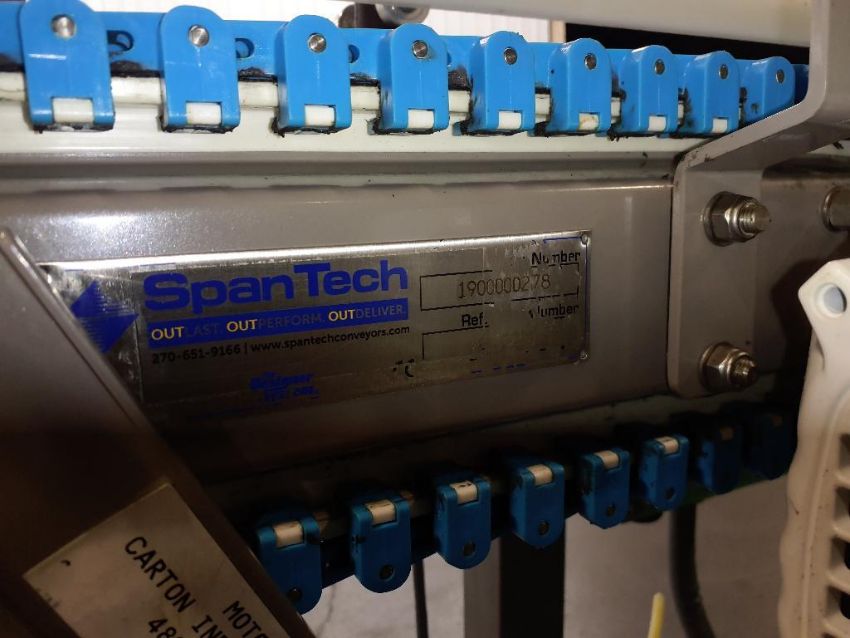 SpanTech
OUTLAST. OUTPERFORM. OUTDELIVER.
270-651-9166 | www.spantechconveyors.com
Number
1900000278
Ref. Number
MOTO
CARTON IN
48